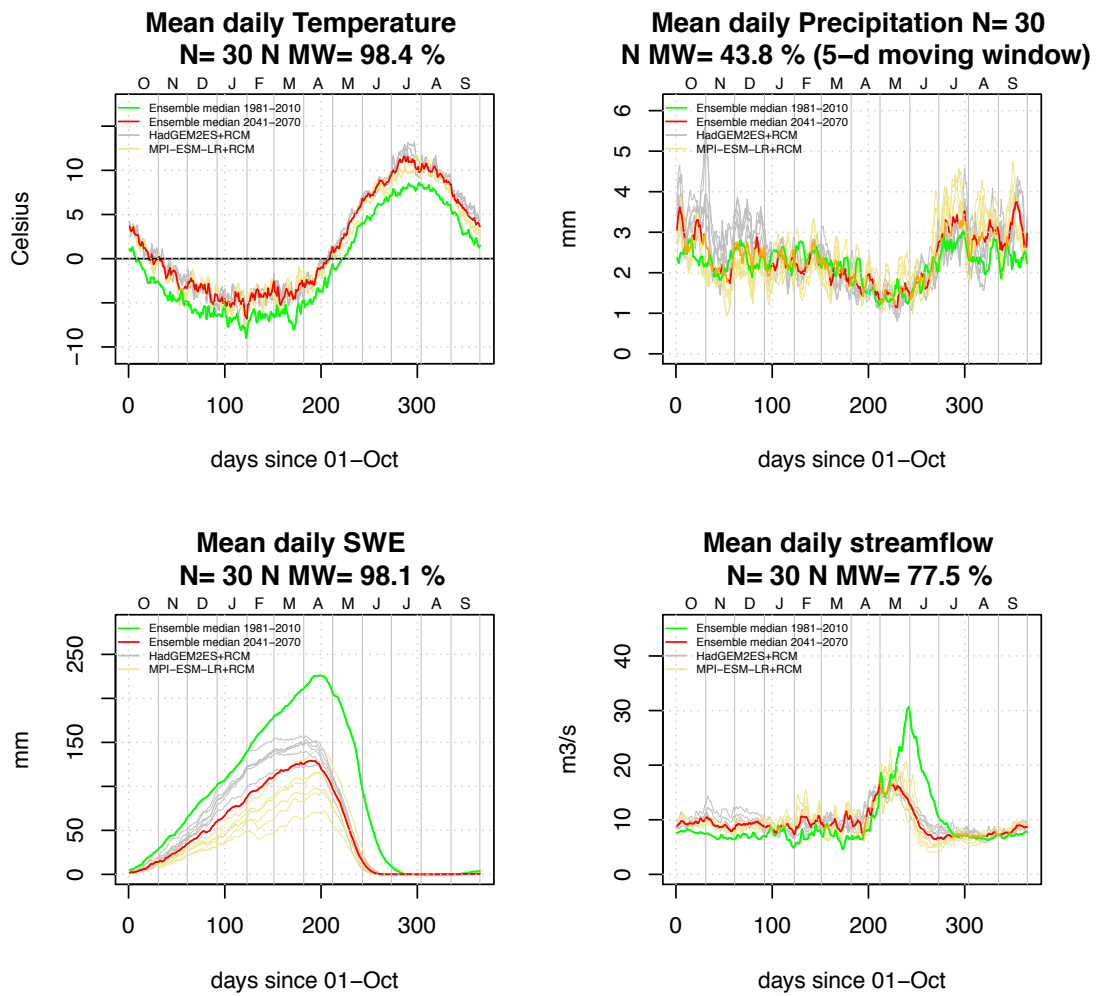 Mean daily Temperature
N= 30 N MW= 98.4 %
O N D J F M A M J J A S
Ensemble median 1981−2010
Ensemble median 2041−2070
HadGEM2ES+RCM
MPI−ESM−LR+RCM
Celsius
10
5
0
−10
0 100 200 300
days since 01−Oct
Mean daily Precipitation N= 30
N MW= 43.8 % (5−d moving window)
O N D J F M A M J J A S
Ensemble median 1981−2010
Ensemble median 2041−2070
HadGEM2ES+RCM
MPI−ESM−LR+RCM
mm
6
5
4
3
2
1
0
0 100 200 300
days since 01−Oct
Mean daily SWE
N= 30 N MW= 98.1 %
O N D J F M A M J J A S
Ensemble median 1981−2010
Ensemble median 2041−2070
HadGEM2ES+RCM
MPI−ESM−LR+RCM
mm
250
150
50
0
0 100 200 300
days since 01−Oct
Mean daily streamflow
N= 30 N MW= 77.5 %
O N D J F M A M J J A S
Ensemble median 1981−2010
Ensemble median 2041−2070
HadGEM2ES+RCM
MPI−ESM−LR+RCM
m3/s
40
30
20
10
0
0 100 200 300
days since 01−Oct